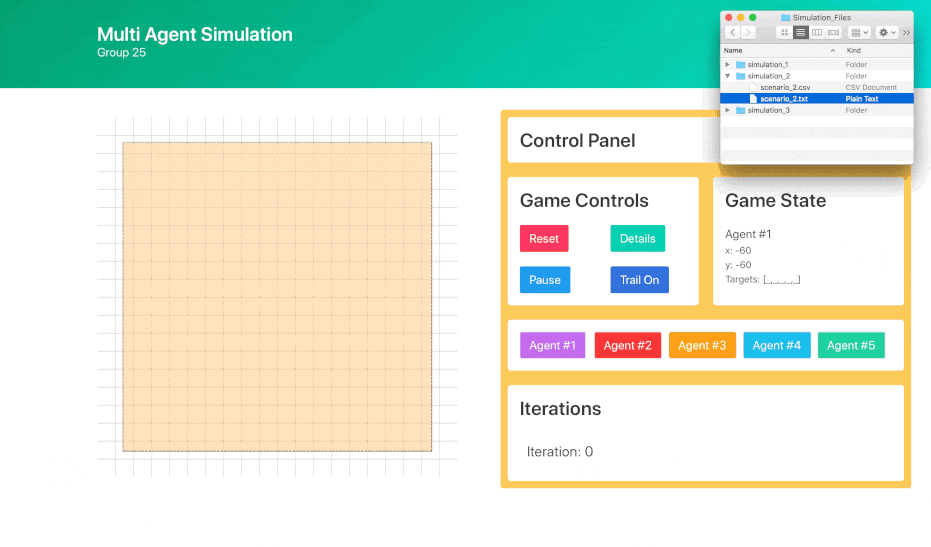 Multi Agent Simulation
Group 25
Simulation_Files
Name Kind
simulation_1 Folder
simulation_2 Folder
scenario_2.csv CSV Document
scenario_2.txt Plain Text
simulation_3 Folder
Control Panel
Game Controls
Reset Details
Pause Trail On
Game State
Agent #1
x: -60
y: -60
Targets: [_,_,_,_,_]
Agent #1 Agent #2 Agent #3 Agent #4 Agent #5
Iterations
Iteration: 0